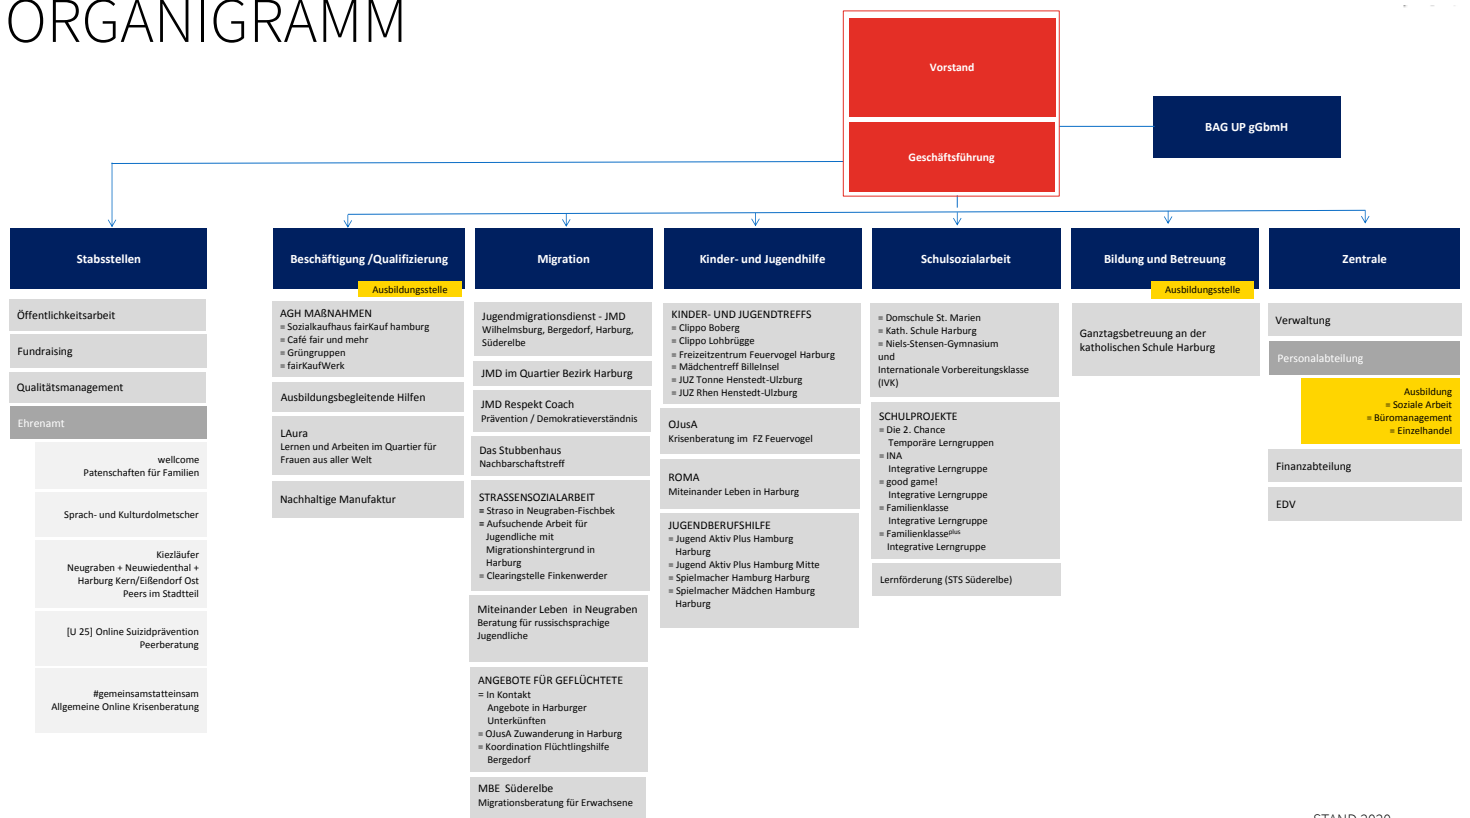 ORGANIGRAMM
Vorstand
Geschäftsführung
BAG UP gGbmH
Stabsstellen
Öffentlichkeitsarbeit
Fundraising
Qualitätsmanagement
Ehrenamt
wellcome
Patenschaften für Familien
Sprach- und Kulturdolmetscher
Kiezläufer
Neugraben + Neuwiedenthal +
Harburg Kern/Eißendorf Ost
Peers im Stadtteil
[U 25] Online Suizidprävention
Peerberatung
#gemeinsamstatteinsam
Allgemeine Online Krisenberatung
Beschäftigung /Qualifizierung
Ausbildungsstelle
AGH MAßNAHMEN
= Sozialkaufhaus fairKauf hamburg
= Café fair und mehr
= Grüngruppen
= fairKaufWerk
Ausbildungsbegleitende Hilfen
LAura
Lernen und Arbeiten im Quartier für
Frauen aus aller Welt
Nachhaltige Manufaktur
Migration
Jugendmigrationsdienst - JMD
Wilhelmsburg, Bergedorf, Harburg,
Süderelbe
JMD im Quartier Bezirk Harburg
JMD Respekt Coach
Prävention / Demokratieverständnis
Das Stubbenhaus
Nachbarschaftstreff
STRASSENSOZIALARBEIT
= Straso in Neugraben-Fischbek
= Aufsuchende Arbeit für
Jugendliche mit
Migrationshintergrund in
Harburg
= Clearingstelle Finkenwerder
Miteinander Leben in Neugraben
Beratung für russischsprachige
Jugendliche
ANGEBOTE FÜR GEFLÜCHTETE
= In Kontakt
Angebote in Harburger
Unterkünften
= OJusA Zuwanderung in Harburg
= Koordination Flüchtlingshilfe
Bergedorf
MBE Süderelbe
Migrationsberatung für Erwachsene
Kinder- und Jugendhilfe
KINDER- UND JUGENDTREFFS
= Clippo Boberg
= Clippo Lohbrügge
= Freizeitzentrum Feuervogel Harburg
= Mädchentreff BilleInsel
= JUZ Tonne Henstedt-Ulzburg
= JUZ Rhen Henstedt-Ulzburg
OJusA
Krisenberatung im FZ Feuervogel
ROMA
Miteinander Leben in Harburg
JUGENDBERUFSHILFE
= Jugend Aktiv Plus Hamburg
Harburg
= Jugend Aktiv Plus Hamburg Mitte
= Spielmacher Hamburg Harburg
= Spielmacher Mädchen Hamburg
Harburg
Schulsozialarbeit
= Domschule St. Marien
= Kath. Schule Harburg
= Niels-Stensen-Gymnasium
und
Internationale Vorbereitungsklasse
(IVK)
SCHULPROJEKTE
= Die 2. Chance
Temporäre Lerngruppen
= INA
Integrative Lerngruppe
= good game!
Integrative Lerngruppe
= Familienklasse
Integrative Lerngruppe
= Familienklasseplus
Integrative Lerngruppe
Lernförderung (STS Süderelbe)
Bildung und Betreuung
Ausbildungsstelle
Ganztagsbetreuung an der
katholischen Schule Harburg
Zentrale
Verwaltung
Personalabteilung
Ausbildung
= Soziale Arbeit
= Büromanagement
= Einzelhandel
Finanzabteilung
EDV
STAND 2020